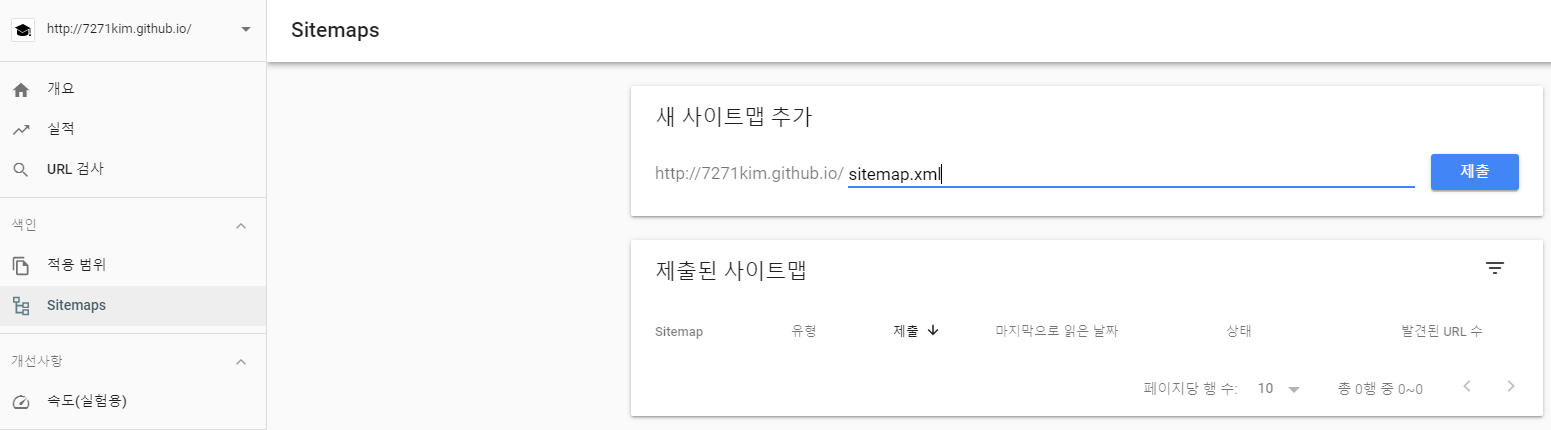 http://7271kim.github.io/
Sitemaps
개요
실적
URL 검사
색인
적용 범위
Sitemaps
개선사항
속도(실험용)
새 사이트맵 추가
http://7271kim.github.io/ sitemap.xml
제출
제출된 사이트맵
Sitemap 유형 제출 마지막으로 읽은 날짜 상태 발견된 URL 수
페이지당 행 수: 10 총 0행 중 0~0